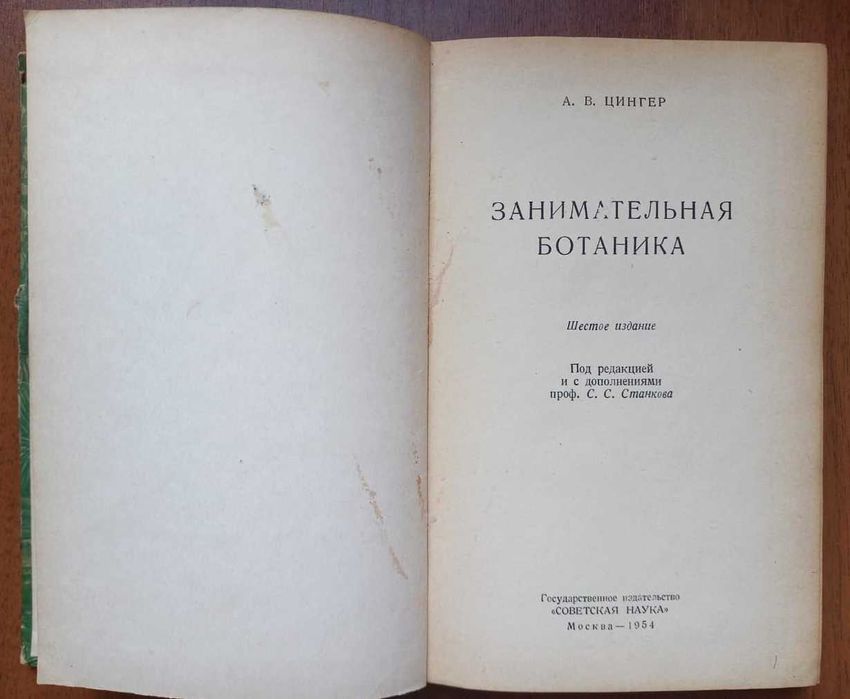 А. В. ЦИНГЕР
ЗАНИМАТЕЛЬНАЯ
БОТАНИКА
Шестое издание
Под редакцией
и с дополнениями
проф. С. С. Станкова
Государственное издательство
«СОВЕТСКАЯ НАУКА»
Москва — 1954